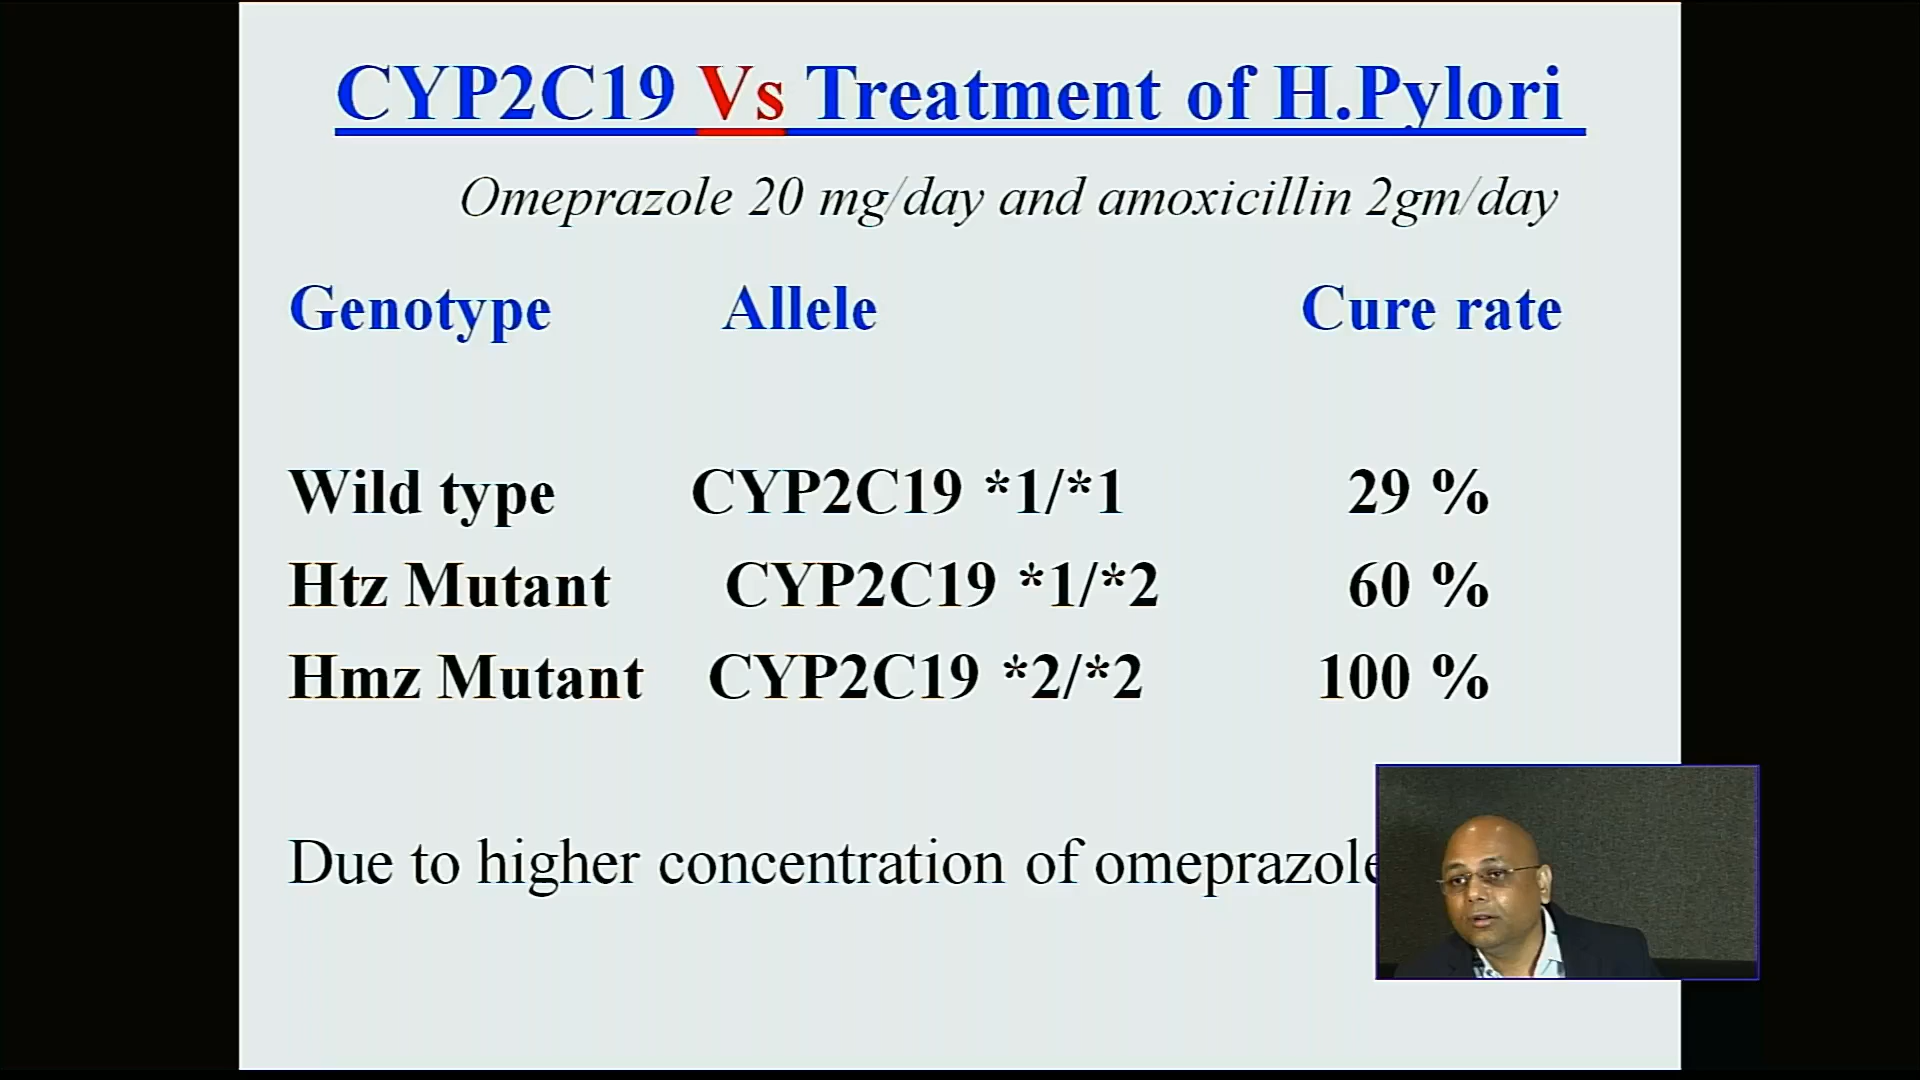 CYP2C19 Vs Treatment of H.Pylori
Omeprazole 20 mg/day and amoxicillin 2gm/day
Genotype Allele Cure rate
Wild type CYP2C19 *1/*1 29 %
Htz Mutant CYP2C19 *1/*2 60 %
Hmz Mutant CYP2C19 *2/*2 100 %
Due to higher concentration of omeprazole